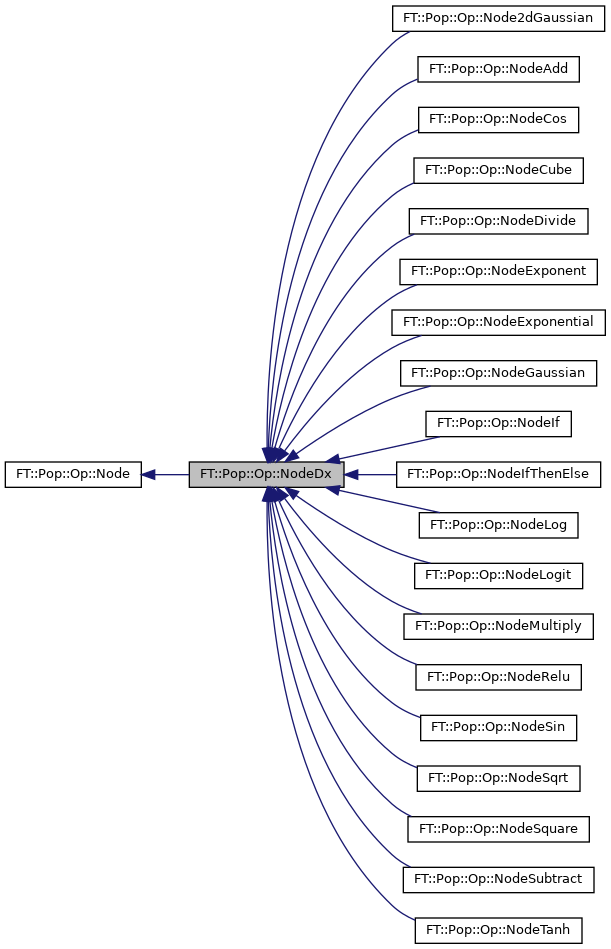 FT::Pop::Op::Node2dGaussian
FT::Pop::Op::NodeAdd
FT::Pop::Op::NodeCos
FT::Pop::Op::NodeCube
FT::Pop::Op::NodeDivide
FT::Pop::Op::NodeExponent
FT::Pop::Op::NodeExponential
FT::Pop::Op::NodeGaussian
FT::Pop::Op::NodeIf
FT::Pop::Op::Node
FT::Pop::Op::NodeDx
FT::Pop::Op::NodeIfThenElse
FT::Pop::Op::NodeLog
FT::Pop::Op::NodeLogit
FT::Pop::Op::NodeMultiply
FT::Pop::Op::NodeRelu
FT::Pop::Op::NodeSin
FT::Pop::Op::NodeSqrt
FT::Pop::Op::NodeSquare
FT::Pop::Op::NodeSubtract
FT::Pop::Op::NodeTanh